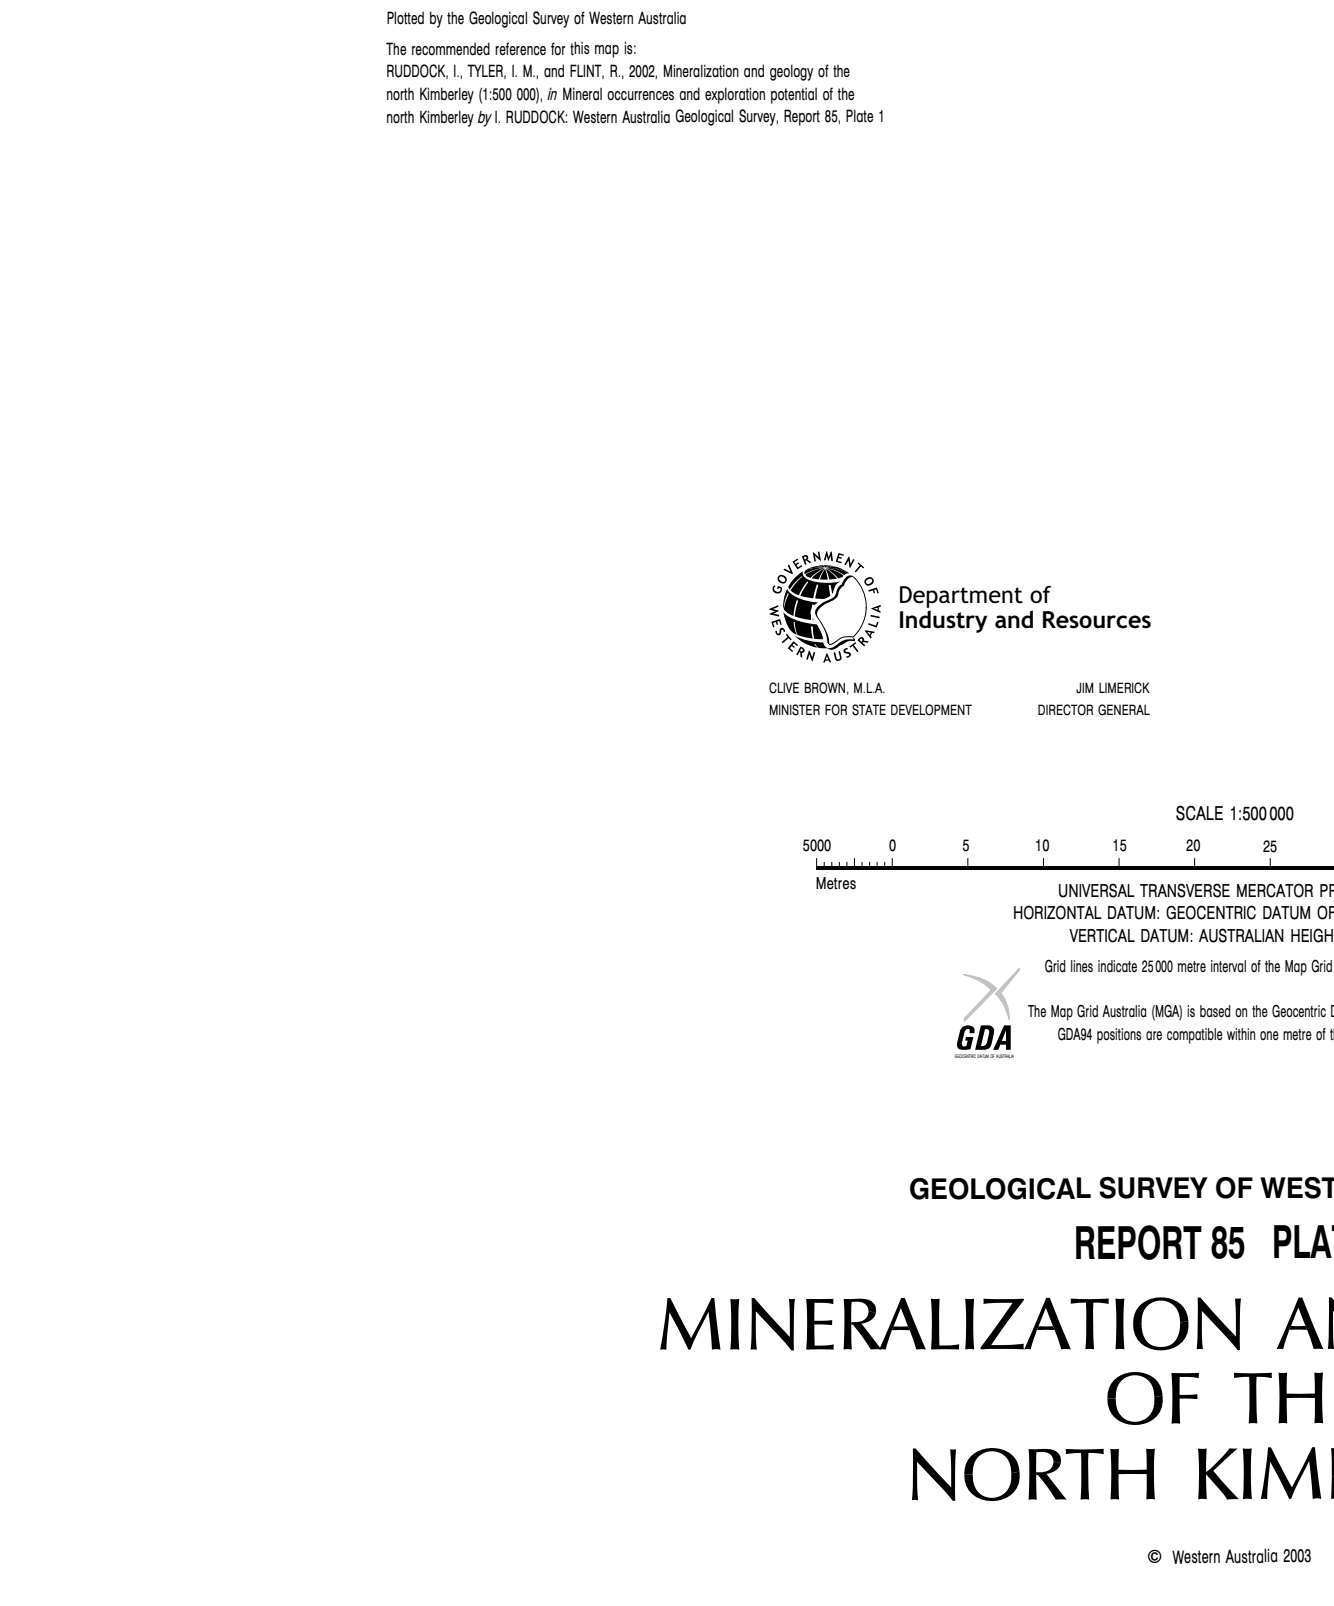 Plotted by the Geological Survey of Western Australia
The recommended reference for this map is:
RUDDOCK, I., TYLER, I. M., and FLINT, R., 2002, Mineralization and geology of the
north Kimberley (1:500 000), in Mineral occurrences and exploration potential of the
north Kimberley by I. RUDDOCK: Western Australia Geological Survey, Report 85, Plate 1
GOVERNMENT OF
WESTERN AUSTRALIA
Department of
Industry and Resources
CLIVE BROWN, M.L.A.
MINISTER FOR STATE DEVELOPMENT
JIM LIMERICK
DIRECTOR GENERAL
SCALE 1:500 000
5000 0 5 10 15 20 25
Metres
UNIVERSAL TRANSVERSE MERCATOR PR
HORIZONTAL DATUM: GEOCENTRIC DATUM OF
VERTICAL DATUM: AUSTRALIAN HEIGH
Grid lines indicate 25 000 metre interval of the Map Grid
The Map Grid Australia (MGA) is based on the Geocentric D
GDA94 positions are compatible within one metre of th
GDA
GEOCENTRIC DATUM OF AUSTRALIA
GEOLOGICAL SURVEY OF WEST
REPORT 85 PLAT
MINERALIZATION AN
OF TH
NORTH KIM
© Western Australia 2003